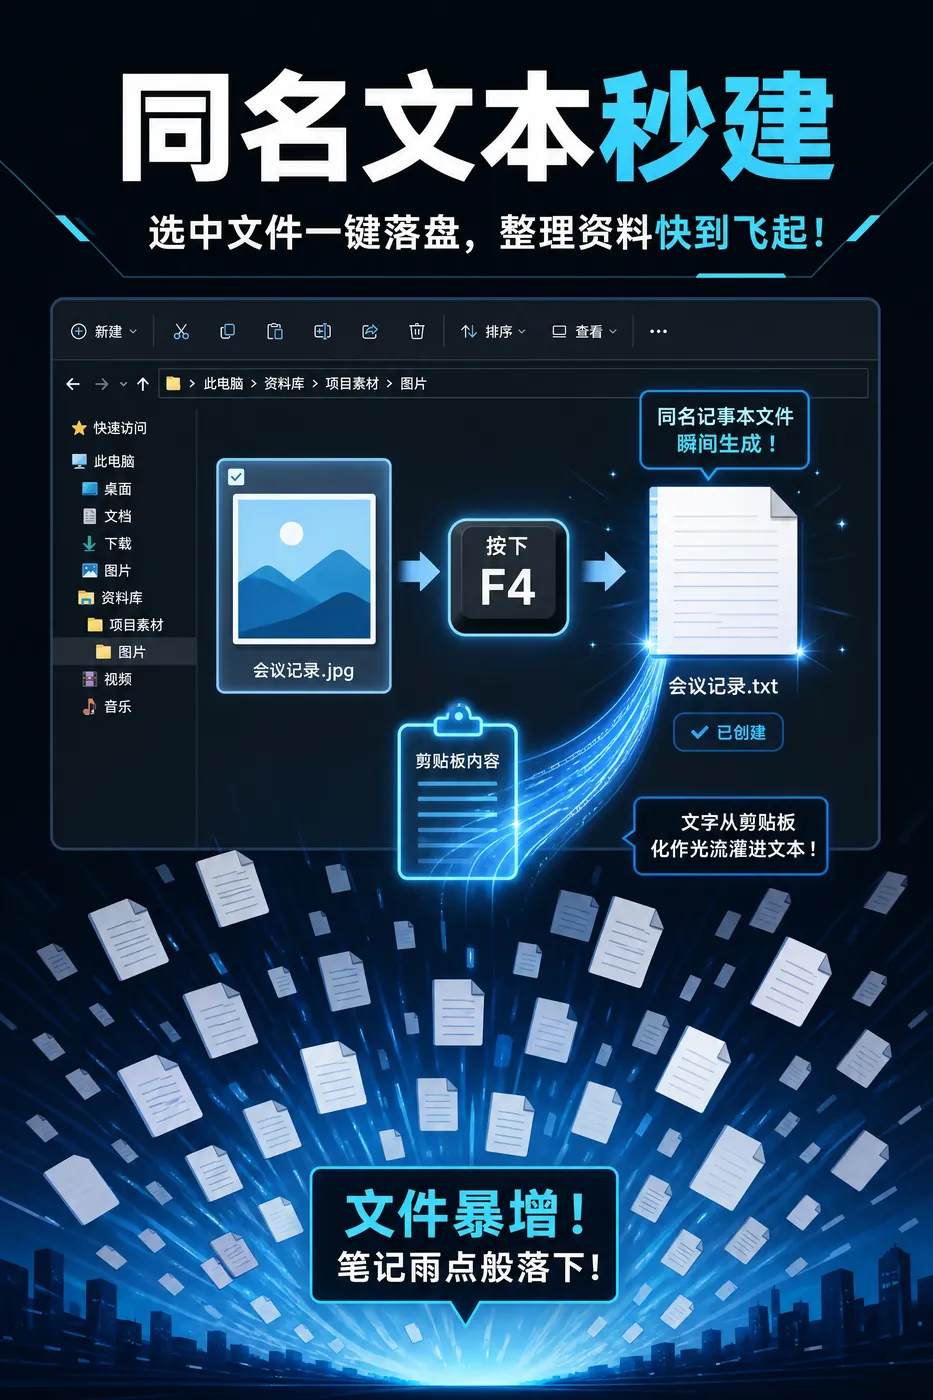 同名文本秒建
选中文件一键落盘，整理资料快到飞起！
新建
排序
查看
此电脑 > 资料库 > 项目素材 > 图片
快速访问
此电脑
桌面
文档
下载
图片
资料库
项目素材
图片
视频
音乐
会议记录.jpg
按下
F4
同名记事本文件
瞬间生成！
会议记录.txt
已创建
剪贴板内容
文字从剪贴板
化作光流灌进文本！
文件暴增！
笔记雨点般落下！